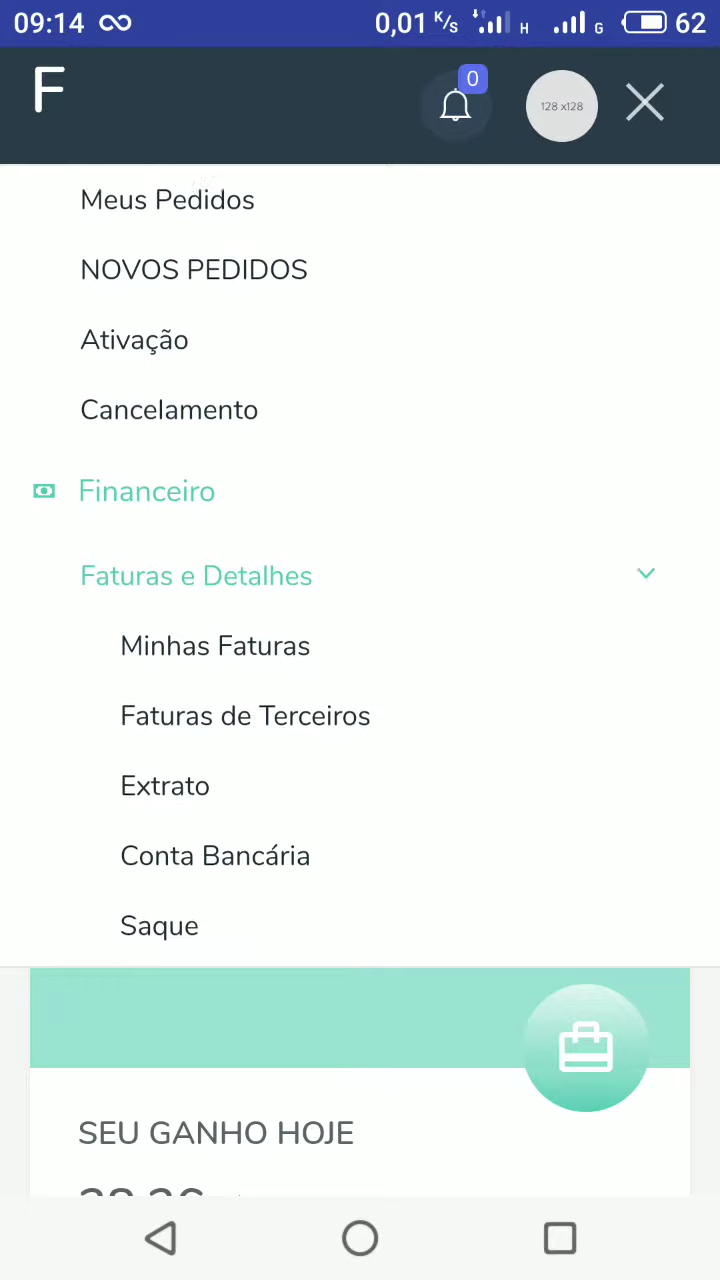 09:14 0,01 K/s H G 62
F
0
128 x128
Meus Pedidos
NOVOS PEDIDOS
Ativação
Cancelamento
Financeiro
Faturas e Detalhes
Minhas Faturas
Faturas de Terceiros
Extrato
Conta Bancária
Saque
SEU GANHO HOJE